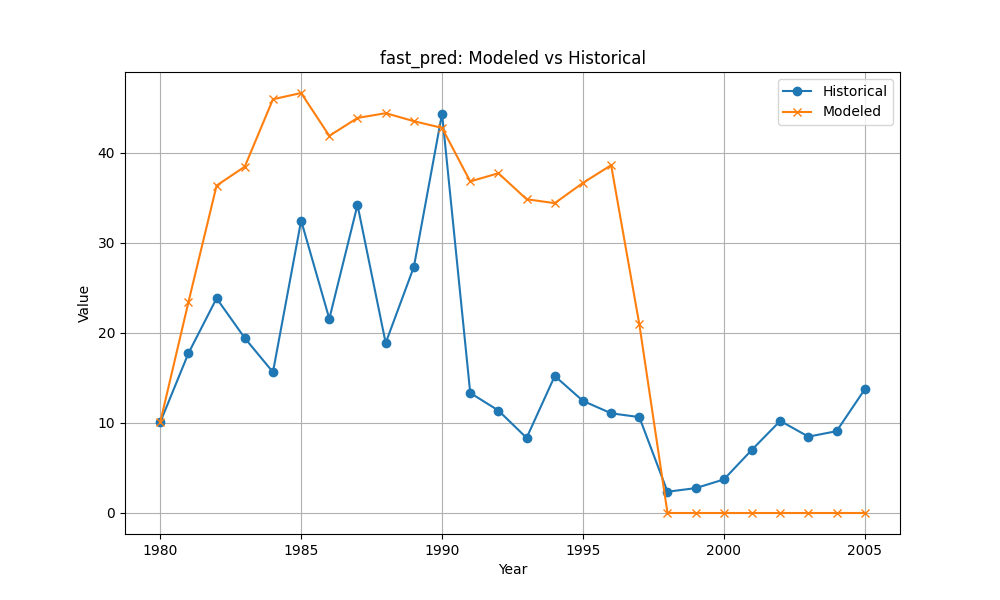 fast_pred: Modeled vs Historical
Historical
Modeled
Value
40
30
20
10
0
1980
1985
1990
1995
2000
2005
Year